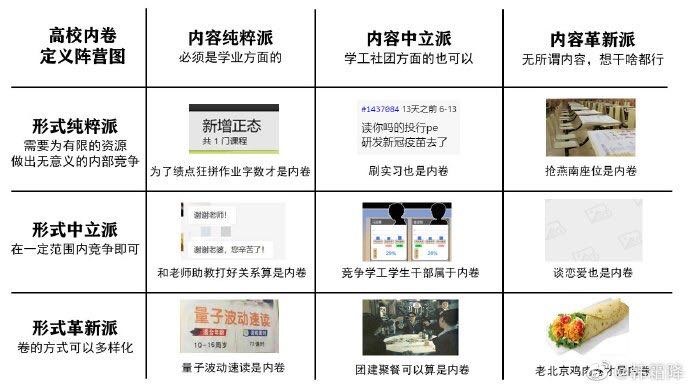 高校内卷
定义阵营图
内容纯粹派
必须是学业方面的
内容中立派
学工社团方面的也可以
内容革新派
无所谓内容，想干啥都行
形式纯粹派
需要为有限的资源
做出无意义的内部竞争
新增正态
共 1 门课程
为了绩点狂拼作业字数才是内卷
#1437084 13天之前 6-13
读你吗的投行pe
研发新冠疫苗去了
刷实习也是内卷
抢燕南座位是内卷
形式中立派
在一定范围内竞争即可
谢谢老师！
谢谢老婆，您辛苦了！
和老师助教打好关系算是内卷
29%
20%
竞争学工学生干部属于内卷
谈恋爱也是内卷
形式革新派
卷的方式可以多样化
量子波动速读
适合年龄
10-16周岁
72课时
量子波动速读是内卷
团建聚餐可以算是内卷
老北京鸡肉卷才是内卷